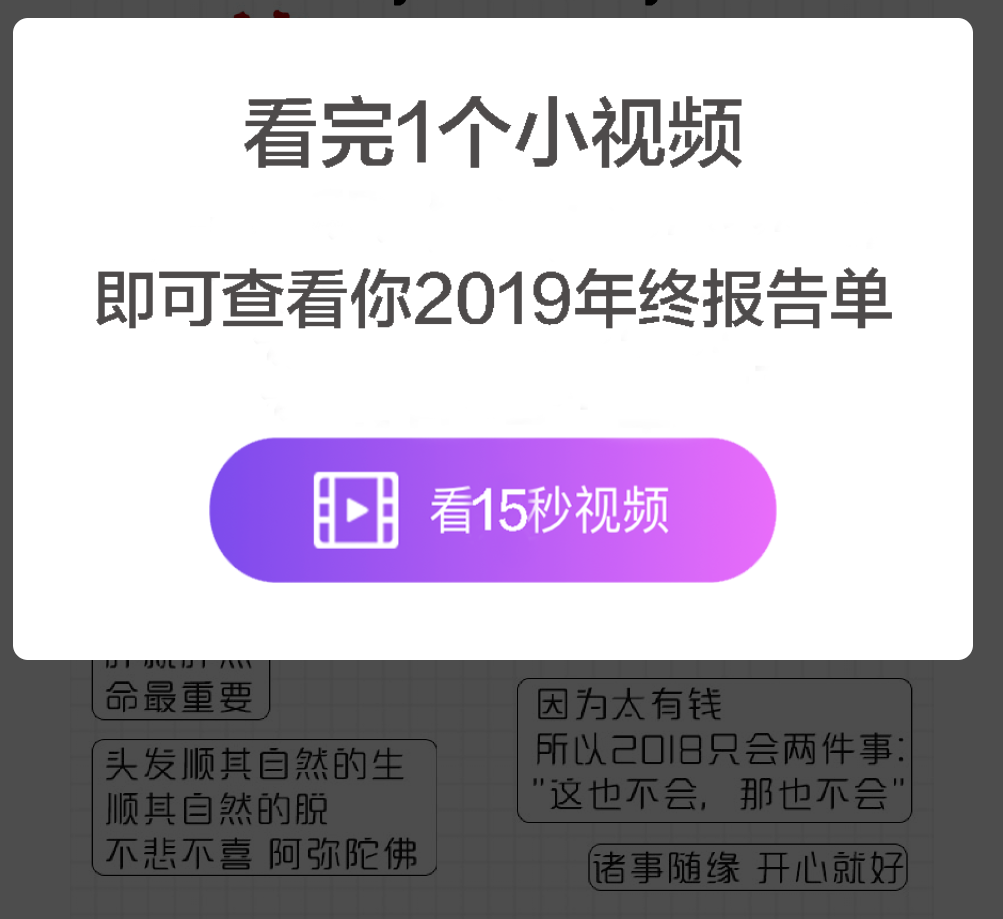 看完1个小视频
即可查看你2019年终报告单
看15秒视频
命最重要
头发顺其自然的生
顺其自然的脱
不悲不喜 阿弥陀佛
因为太有钱
所以2018只会两件事:
"这也不会, 那也不会"
诸事随缘 开心就好